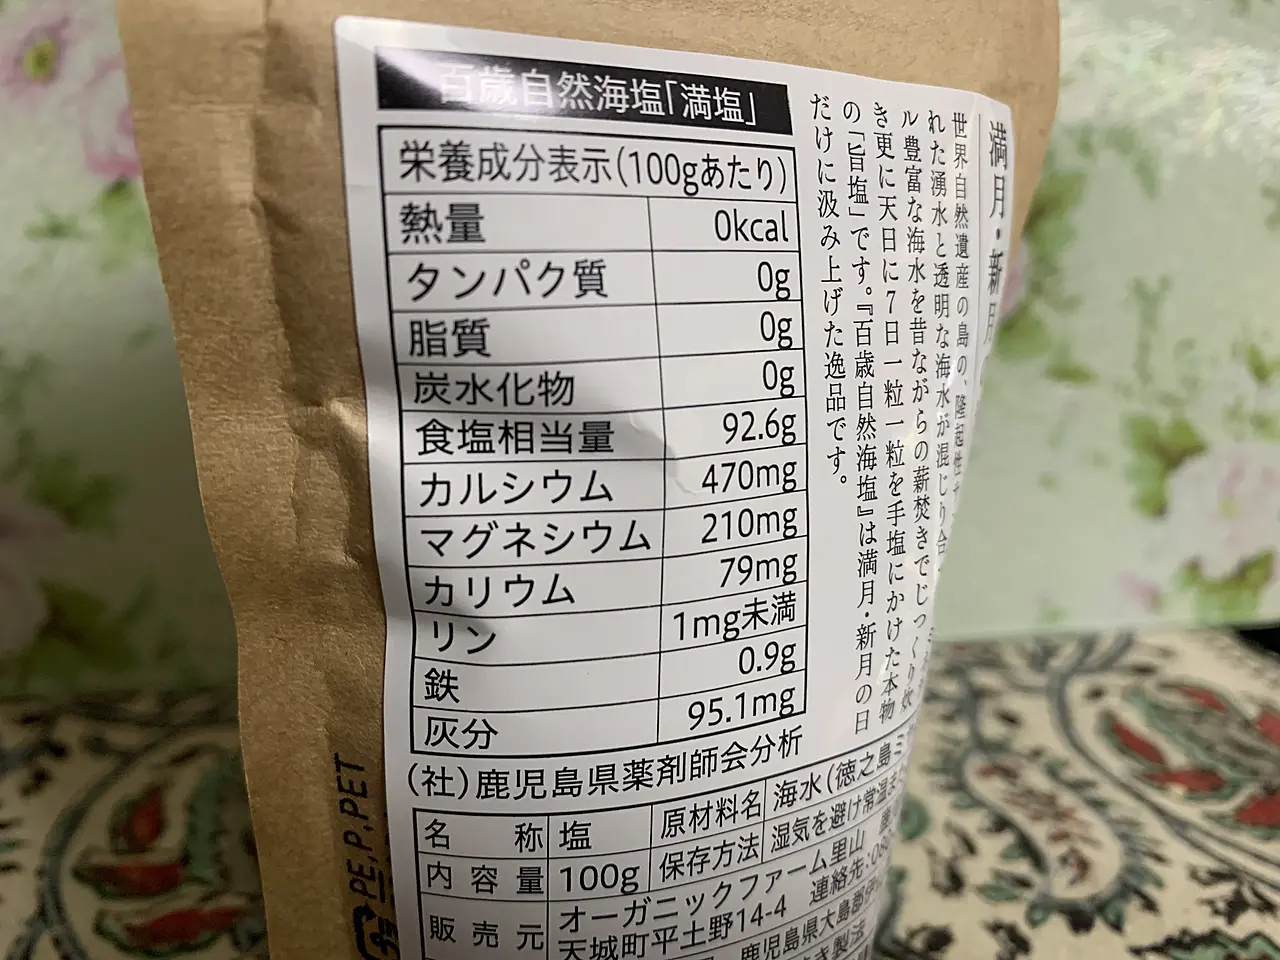 百歳自然海塩「満塩」
栄養成分表示(100gあたり)
熱量 0kcal
タンパク質 0g
脂質 0g
炭水化物 0g
食塩相当量 92.6g
カルシウム 470mg
マグネシウム 210mg
カリウム 79mg
リン 1mg未満
鉄 0.9g
灰分 95.1mg
(社)鹿児島県薬剤師会分析
満月・新月
世界自然遺産の島の、隆起性サ
れた湧水と透明な海水が混じり合
ル豊富な海水を昔ながらの薪焚きでじっくり炊
き更に天日に7日一粒一粒を手塩にかけた本物
の「旨塩」です。『百歳自然海塩』は満月・新月の日
だけに汲み上げた逸品です。
名称 塩 原材料名 海水(徳之島ミ
内容量 100g 保存方法 湿気を避け常温ま
販売元 オーガニックファーム里山
天城町平土野14-4 連絡先:080
鹿児島県大島郡伊
き製法
PE,P,PET